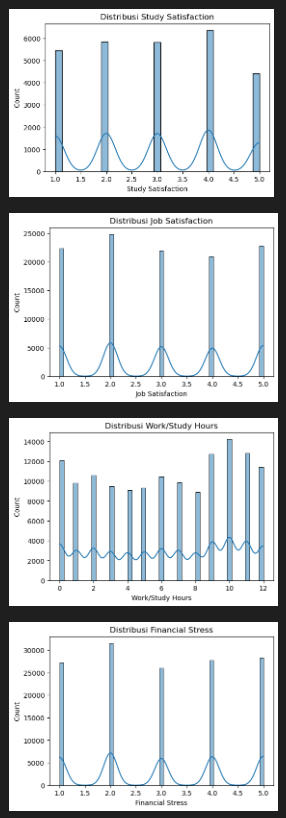 Distribusi Study Satisfaction
6000
5000
4000
3000
2000
1000
0
Count
1.0 1.5 2.0 2.5 3.0 3.5 4.0 4.5 5.0
Study Satisfaction
Distribusi Job Satisfaction
25000
20000
15000
10000
5000
0
Count
1.0 1.5 2.0 2.5 3.0 3.5 4.0 4.5 5.0
Job Satisfaction
Distribusi Work/Study Hours
14000
12000
10000
8000
6000
4000
2000
0
Count
0 2 4 6 8 10 12
Work/Study Hours
Distribusi Financial Stress
30000
25000
20000
15000
10000
5000
0
Count
1.0 1.5 2.0 2.5 3.0 3.5 4.0 4.5 5.0
Financial Stress